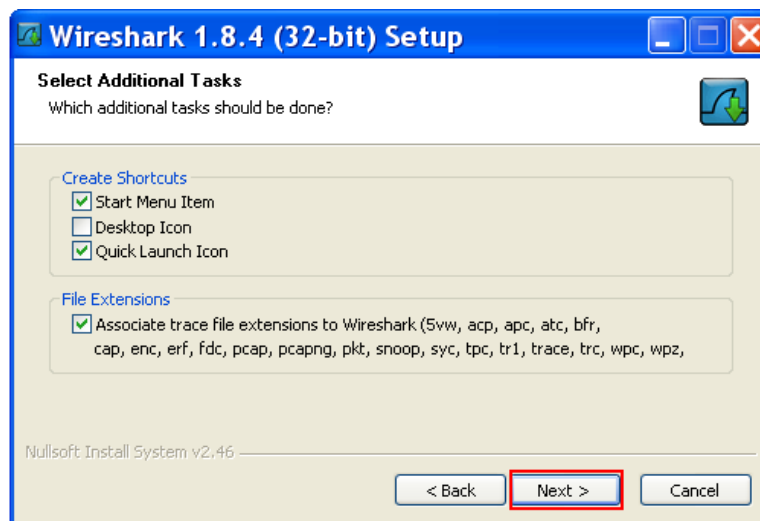 Wireshark 1.8.4 (32-bit) Setup
Select Additional Tasks
Which additional tasks should be done?
Create Shortcuts
Start Menu Item
Desktop Icon
Quick Launch Icon
File Extensions
Associate trace file extensions to Wireshark (5vw, acp, apc, atc, bfr,
cap, enc, erf, fdc, pcap, pcapng, pkt, snoop, syc, tpc, tr1, trace, trc, wpc, wpz,
Nullsoft Install System v2.46
< Back Next > Cancel